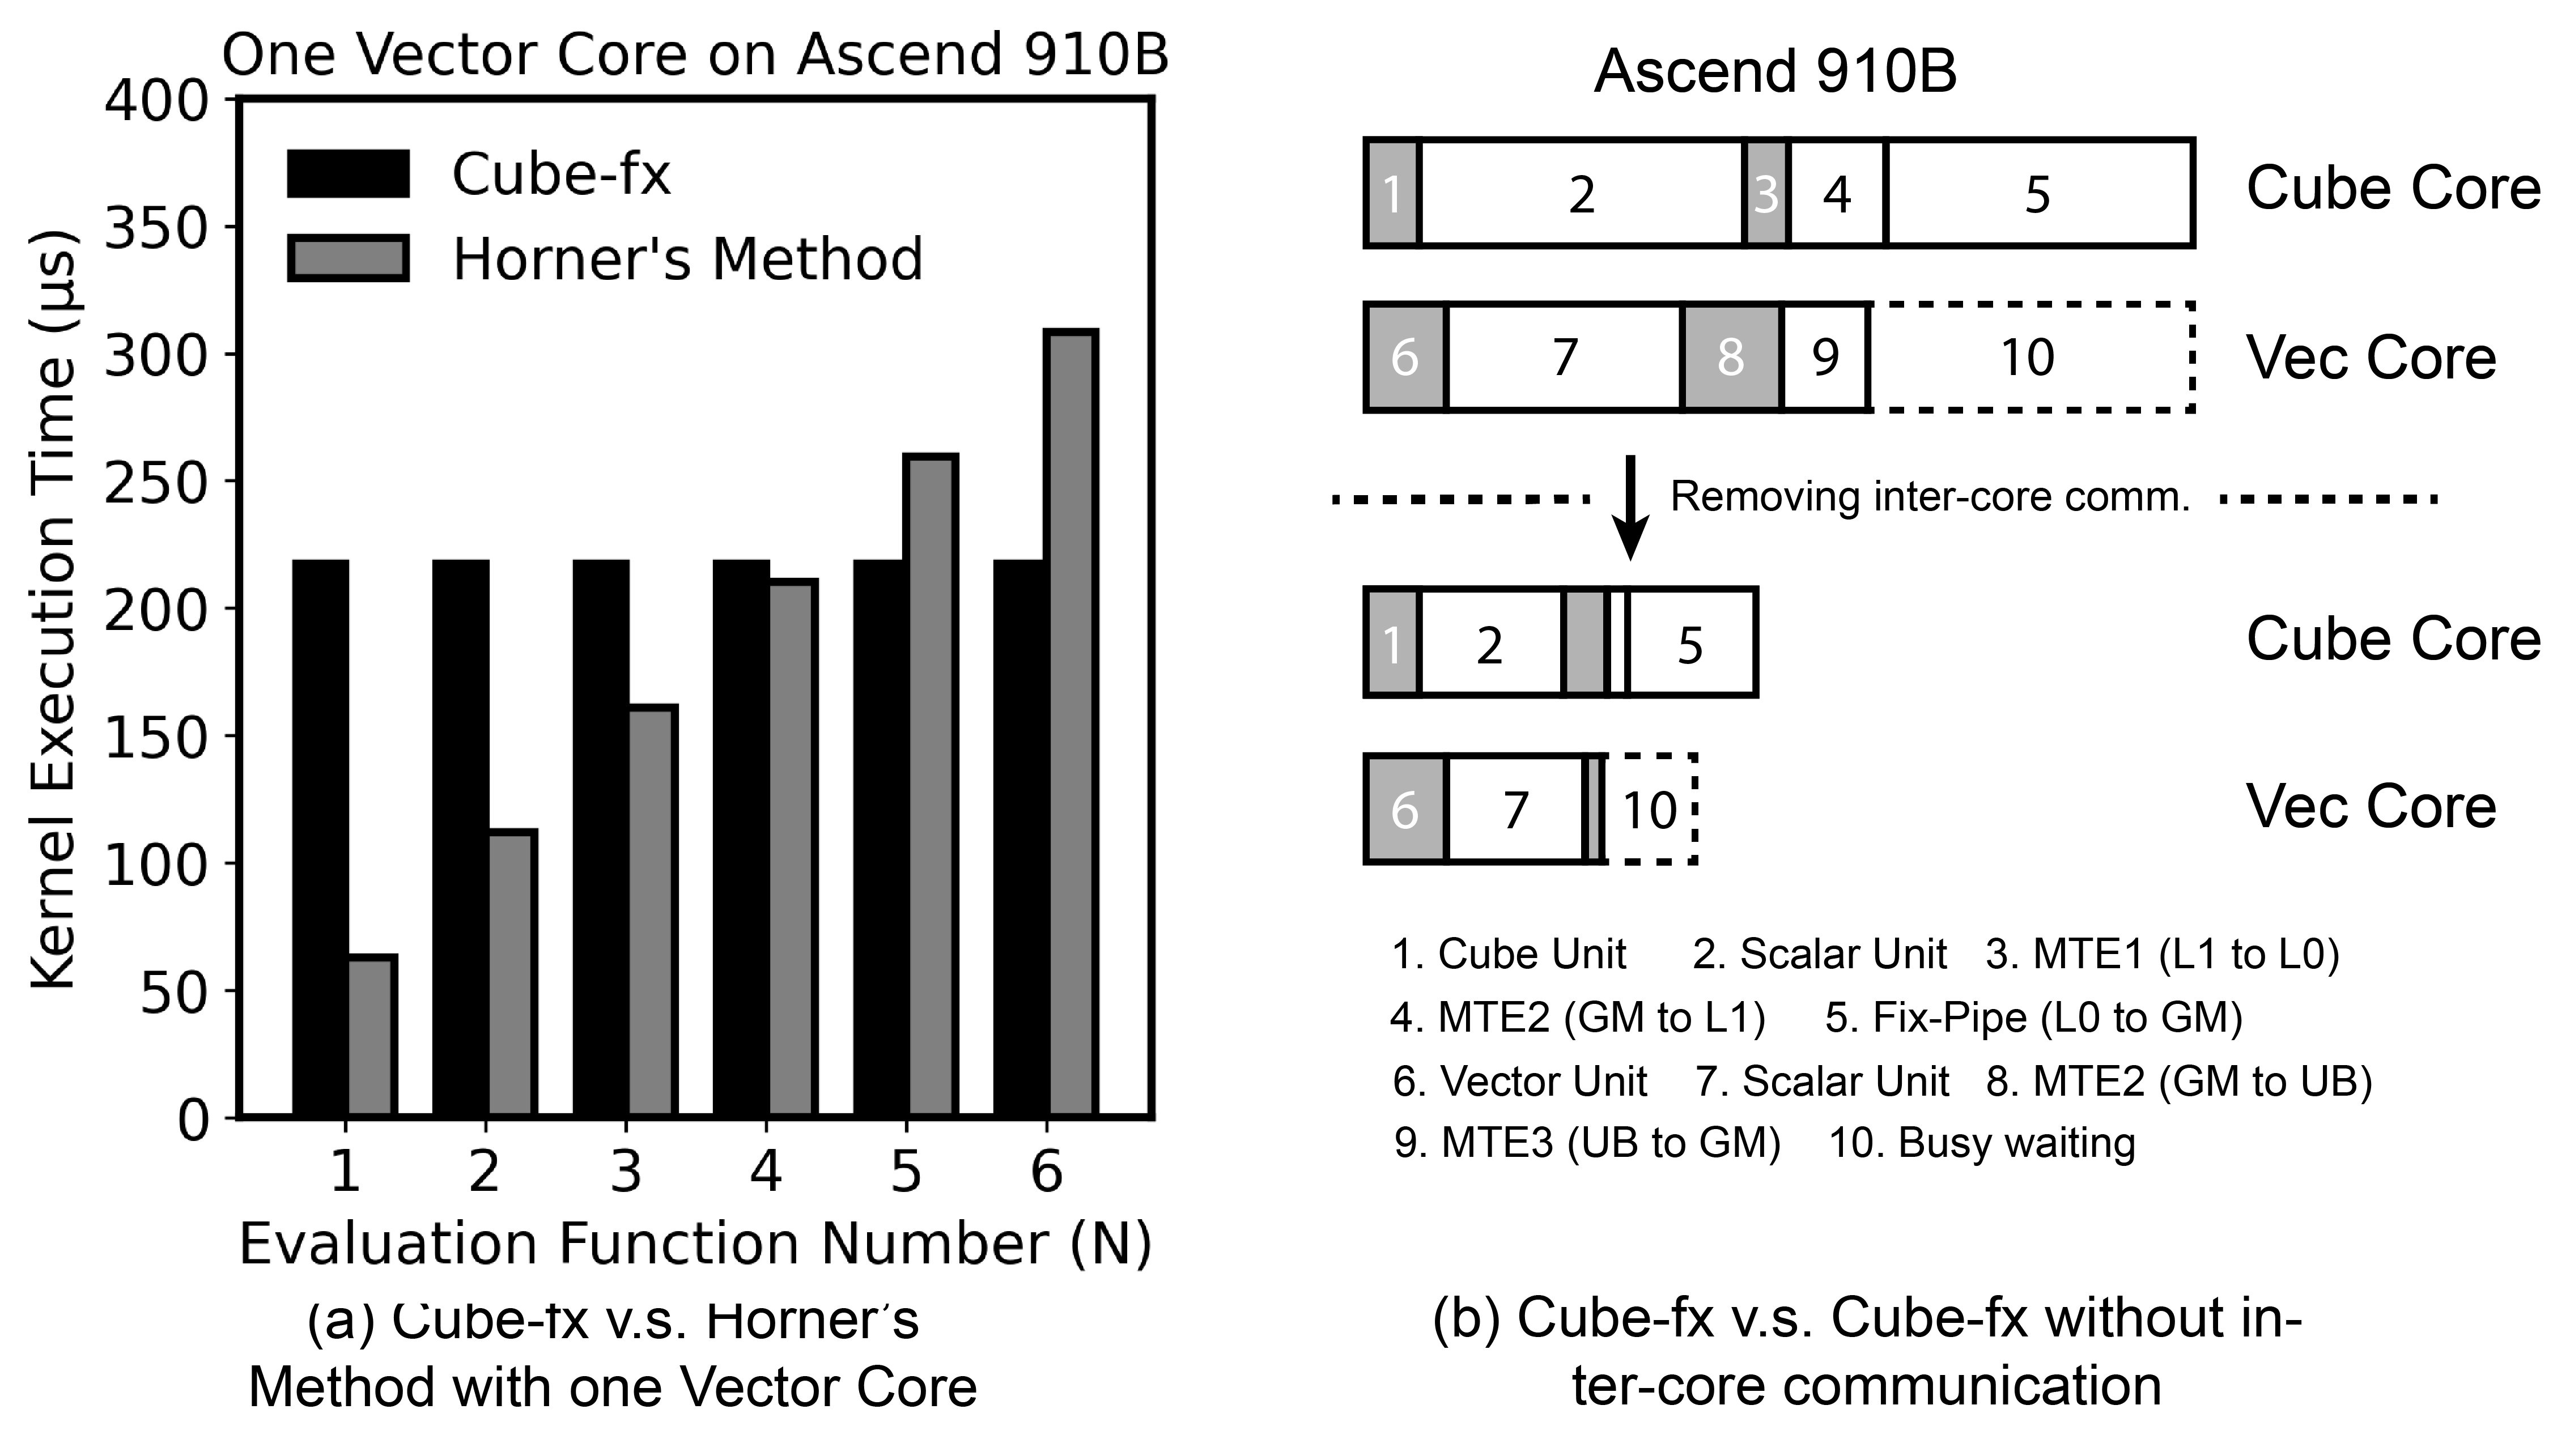 One Vector Core on Ascend 910B
400
350
300
250
200
150
100
50
0
Kernel Execution Time (µs)
Cube-fx
Horner's Method
1 2 3 4 5 6
Evaluation Function Number (N)
(a) Cube-fx v.s. Horner's
Method with one Vector Core
Ascend 910B
1 2 3 4 5 Cube Core
6 7 8 9 10 Vec Core
Removing inter-core comm.
1 2 5 Cube Core
6 7 10 Vec Core
1. Cube Unit 2. Scalar Unit 3. MTE1 (L1 to L0)
4. MTE2 (GM to L1) 5. Fix-Pipe (L0 to GM)
6. Vector Unit 7. Scalar Unit 8. MTE2 (GM to UB)
9. MTE3 (UB to GM) 10. Busy waiting
(b) Cube-fx v.s. Cube-fx without in-
ter-core communication